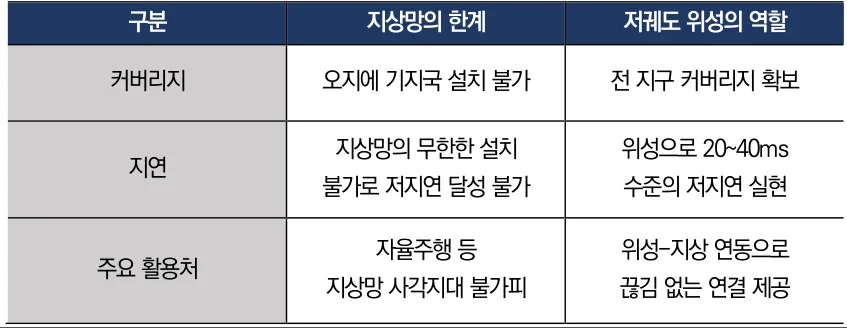 구분 지상망의 한계 저궤도 위성의 역할
커버리지 오지에 기지국 설치 불가 전 지구 커버리지 확보
지연
지상망의 무한한 설치
불가로 저지연 달성 불가
위성으로 20~40ms
수준의 저지연 실현
주요 활용처
자율주행 등
지상망 사각지대 불가피
위성-지상 연동으로
끊김 없는 연결 제공